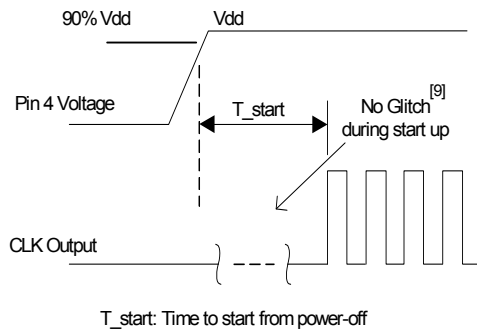 90% Vdd
Vdd
Pin 4 Voltage
T_start
No Glitch[9]
during start up
CLK Output
T_start: Time to start from power-off